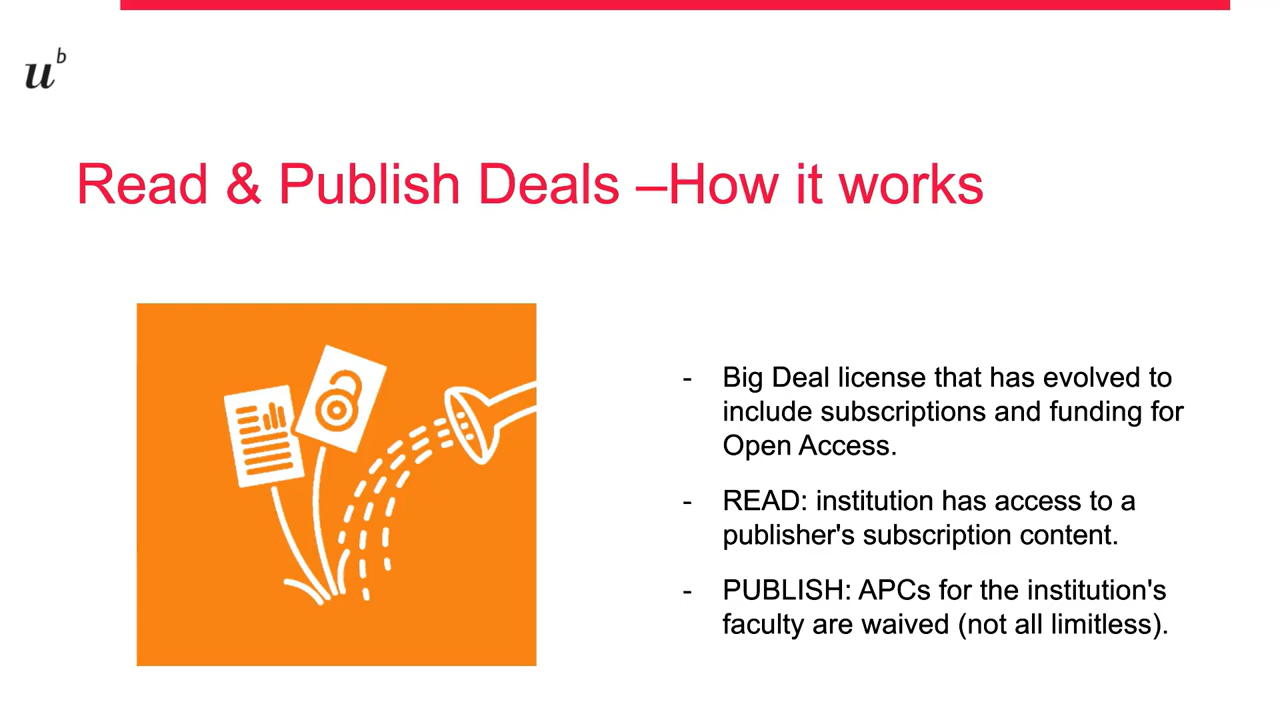 u b
Read & Publish Deals –How it works
- Big Deal license that has evolved to
include subscriptions and funding for
Open Access.
- READ: institution has access to a
publisher's subscription content.
- PUBLISH: APCs for the institution's
faculty are waived (not all limitless).